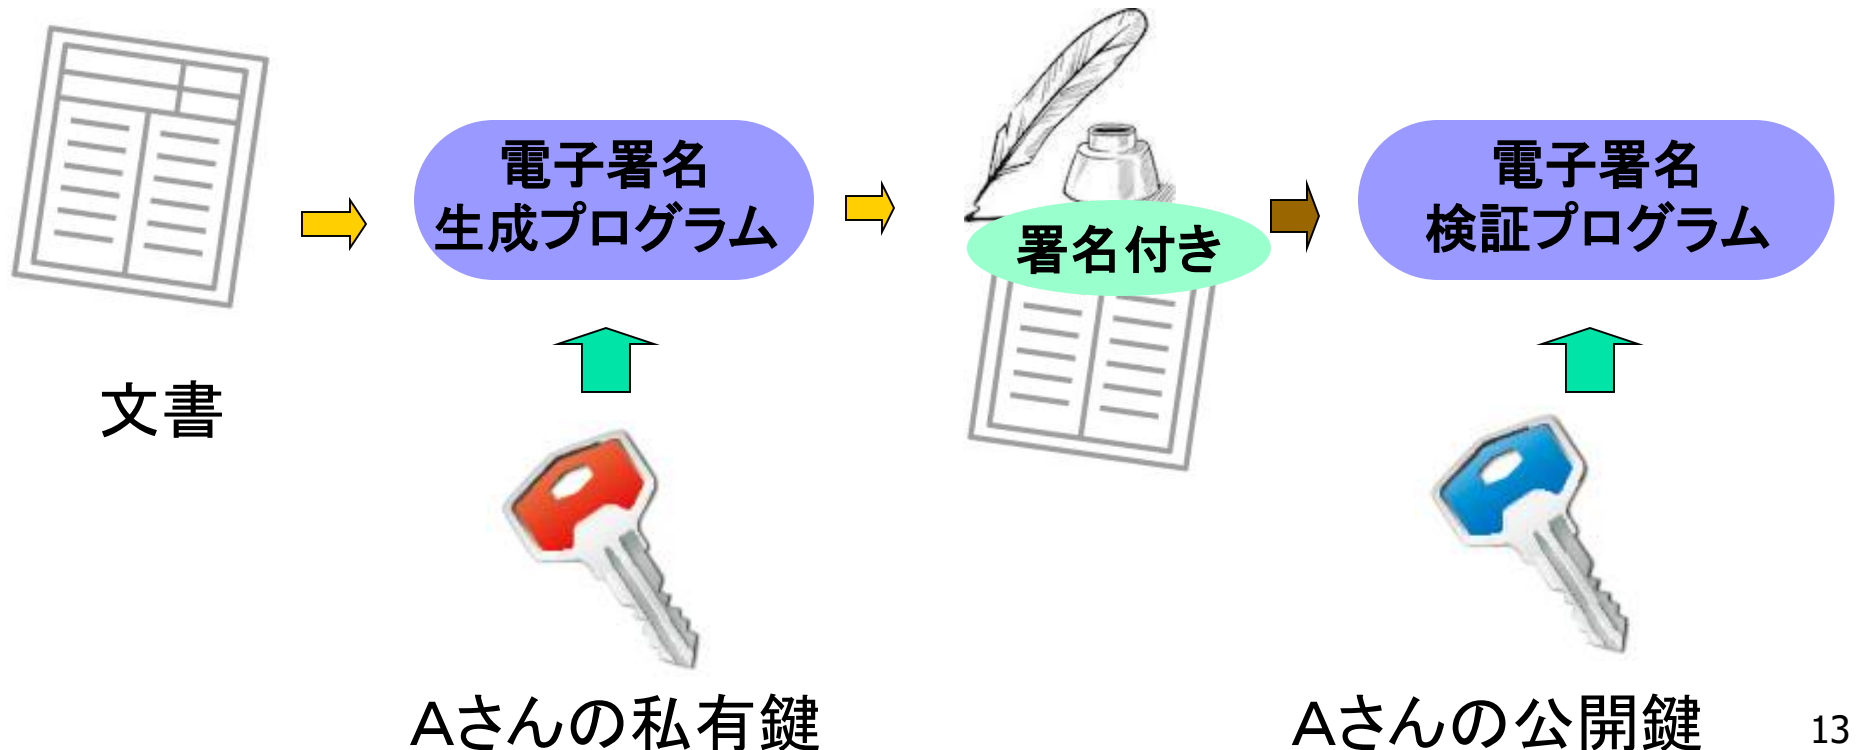 文書
電子署名
生成プログラム
Aさんの私有鍵
署名付き
電子署名
検証プログラム
Aさんの公開鍵
13